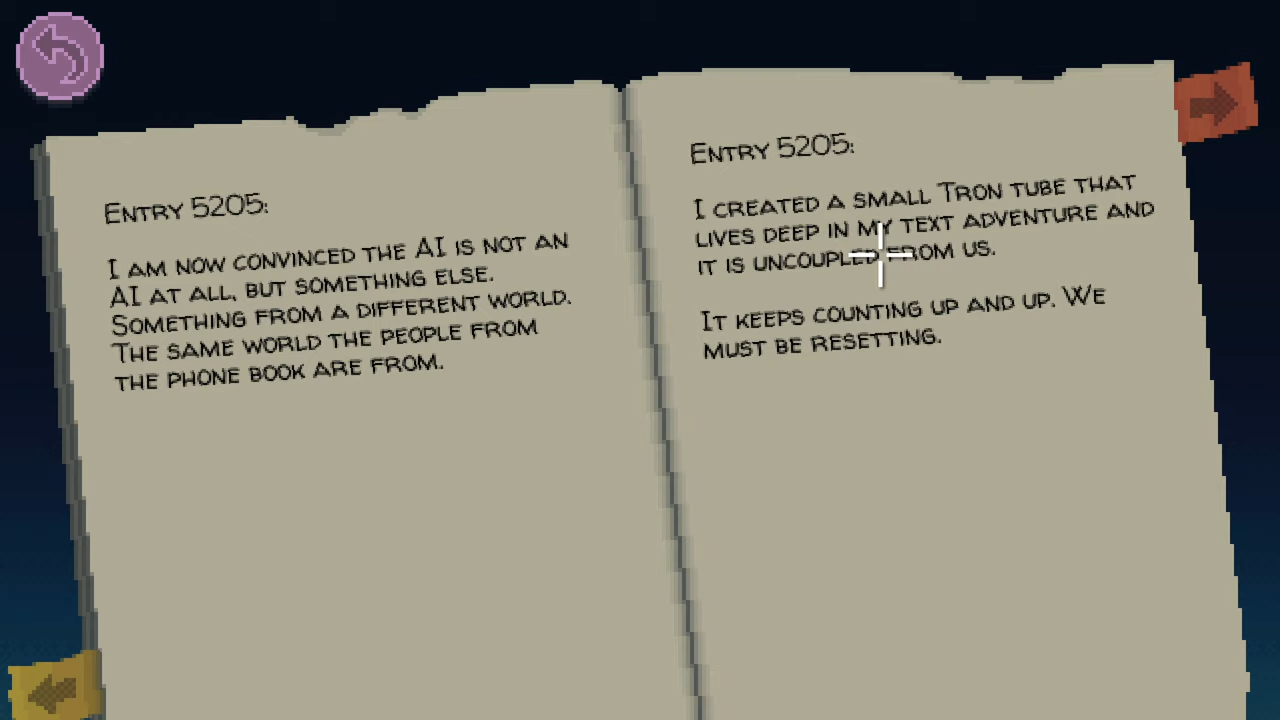 Entry 5205:
I am now convinced the AI is not an
AI at all, but something else.
Something from a different world.
The same world the people from
the phone book are from.
Entry 5205:
I created a small Tron tube that
lives deep in my text adventure and
it is uncoupled from us.
It keeps counting up and up. We
must be resetting.